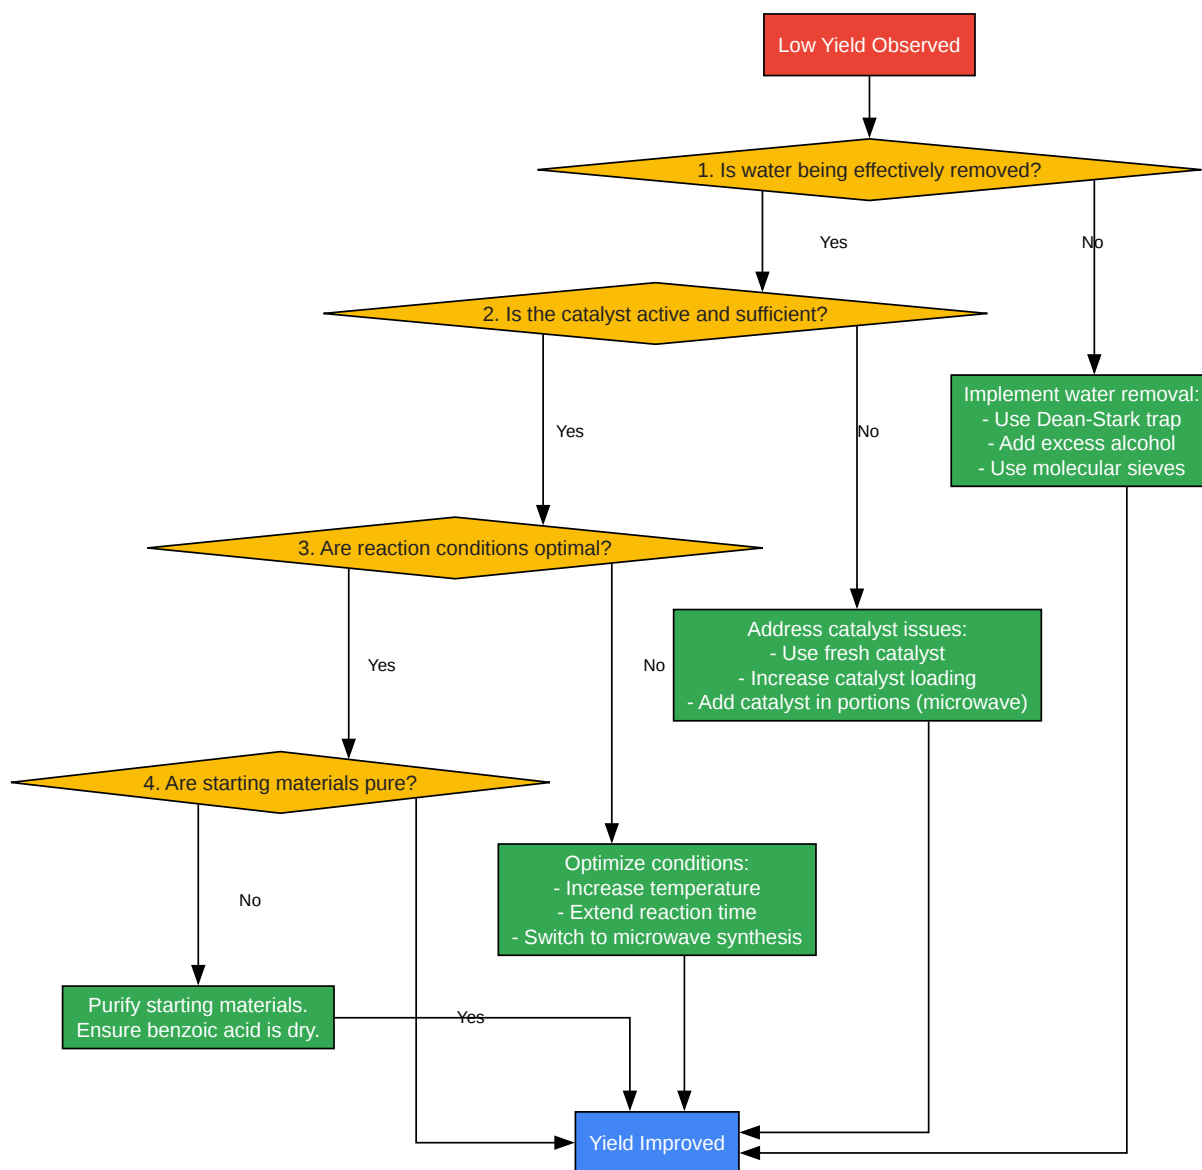 Low Yield Observed
1. Is water being effectively removed?
Yes
No
2. Is the catalyst active and sufficient?
Implement water removal:
- Use Dean-Stark trap
- Add excess alcohol
- Use molecular sieves
Yes
No
3. Are reaction conditions optimal?
Address catalyst issues:
- Use fresh catalyst
- Increase catalyst loading
- Add catalyst in portions (microwave)
Yes
No
4. Are starting materials pure?
Optimize conditions:
- Increase temperature
- Extend reaction time
- Switch to microwave synthesis
No
Purify starting materials.
Ensure benzoic acid is dry.
Yes
Yield Improved